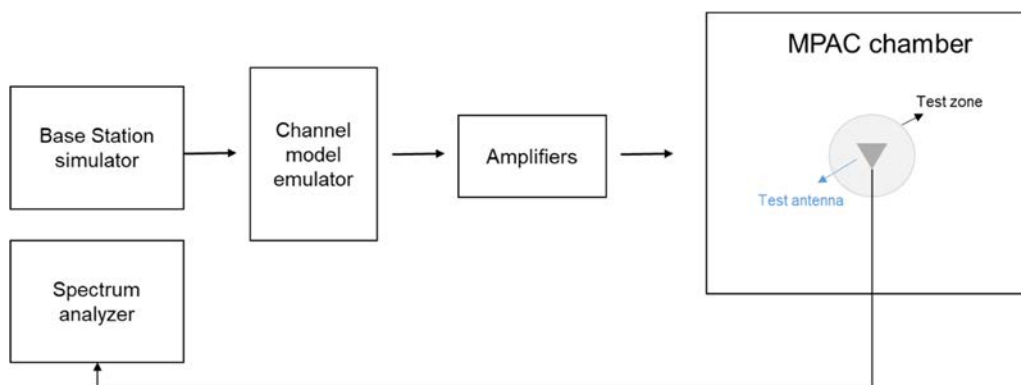 MPAC chamber
Test zone
Base Station
simulator
Channel
model
emulator
Amplifiers
Test antenna
Spectrum
analyzer